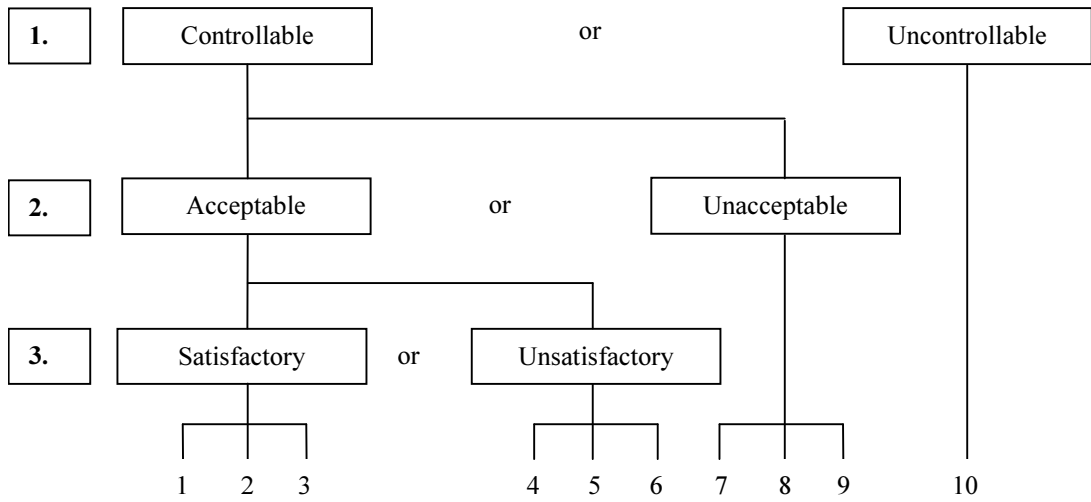 1. Controllable or Uncontrollable
2. Acceptable or Unacceptable
3. Satisfactory or Unsatisfactory
1 2 3 4 5 6 7 8 9 10